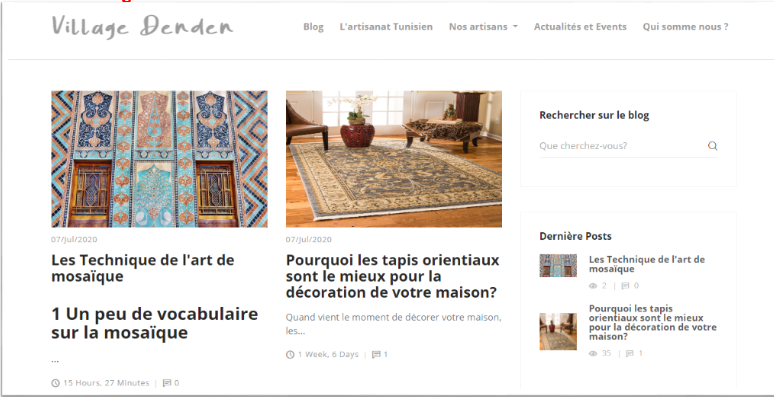 Village Denden
Blog L'artisanat Tunisien Nos artisans Actualités et Events Qui somme nous ?
07/Jul/2020
Les Technique de l'art de
mosaïque
1 Un peu de vocabulaire
sur la mosaïque
...
15 Hours, 27 Minutes | 0
07/Jul/2020
Pourquoi les tapis orientiaux
sont le mieux pour la
décoration de votre maison?
Quand vient le moment de décorer votre maison,
les...
1 Week, 6 Days | 1
Rechercher sur le blog
Que cherchez-vous?
Dernière Posts
Les Technique de l'art de
mosaïque
2 | 0
Pourquoi les tapis
orientiaux sont le mieux
pour la décoration de votre
maison?
35 | 1